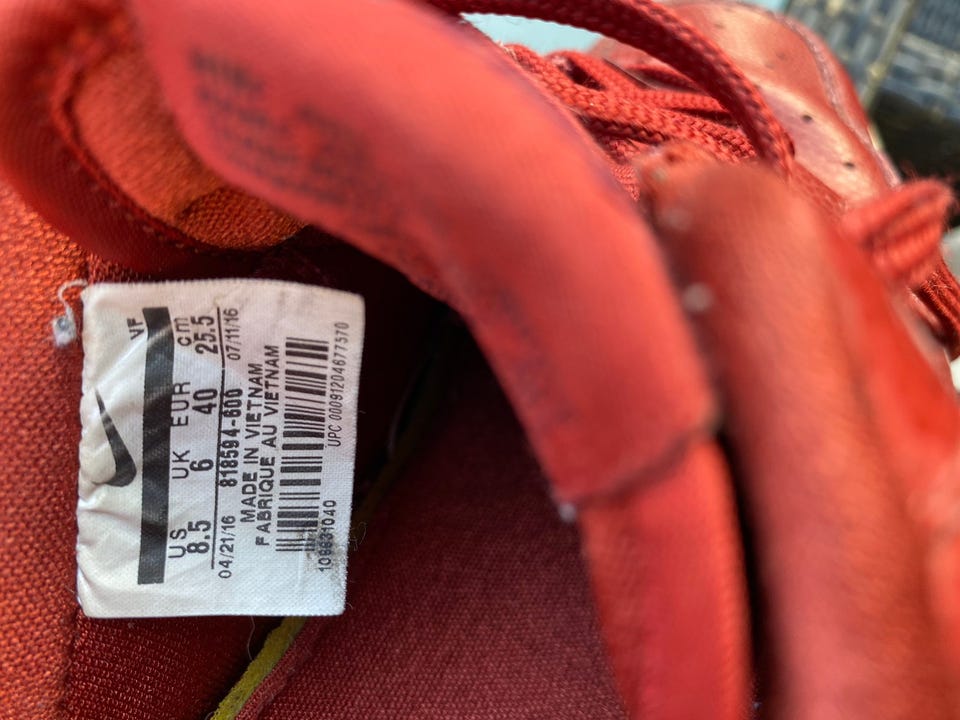 VF
US UK EUR cm
8.5 6 40 25.5
04/21/16 818594-600 07/11/16
MADE IN VIETNAM
FABRIQUE AU VIETNAM
UPC 00091204677570